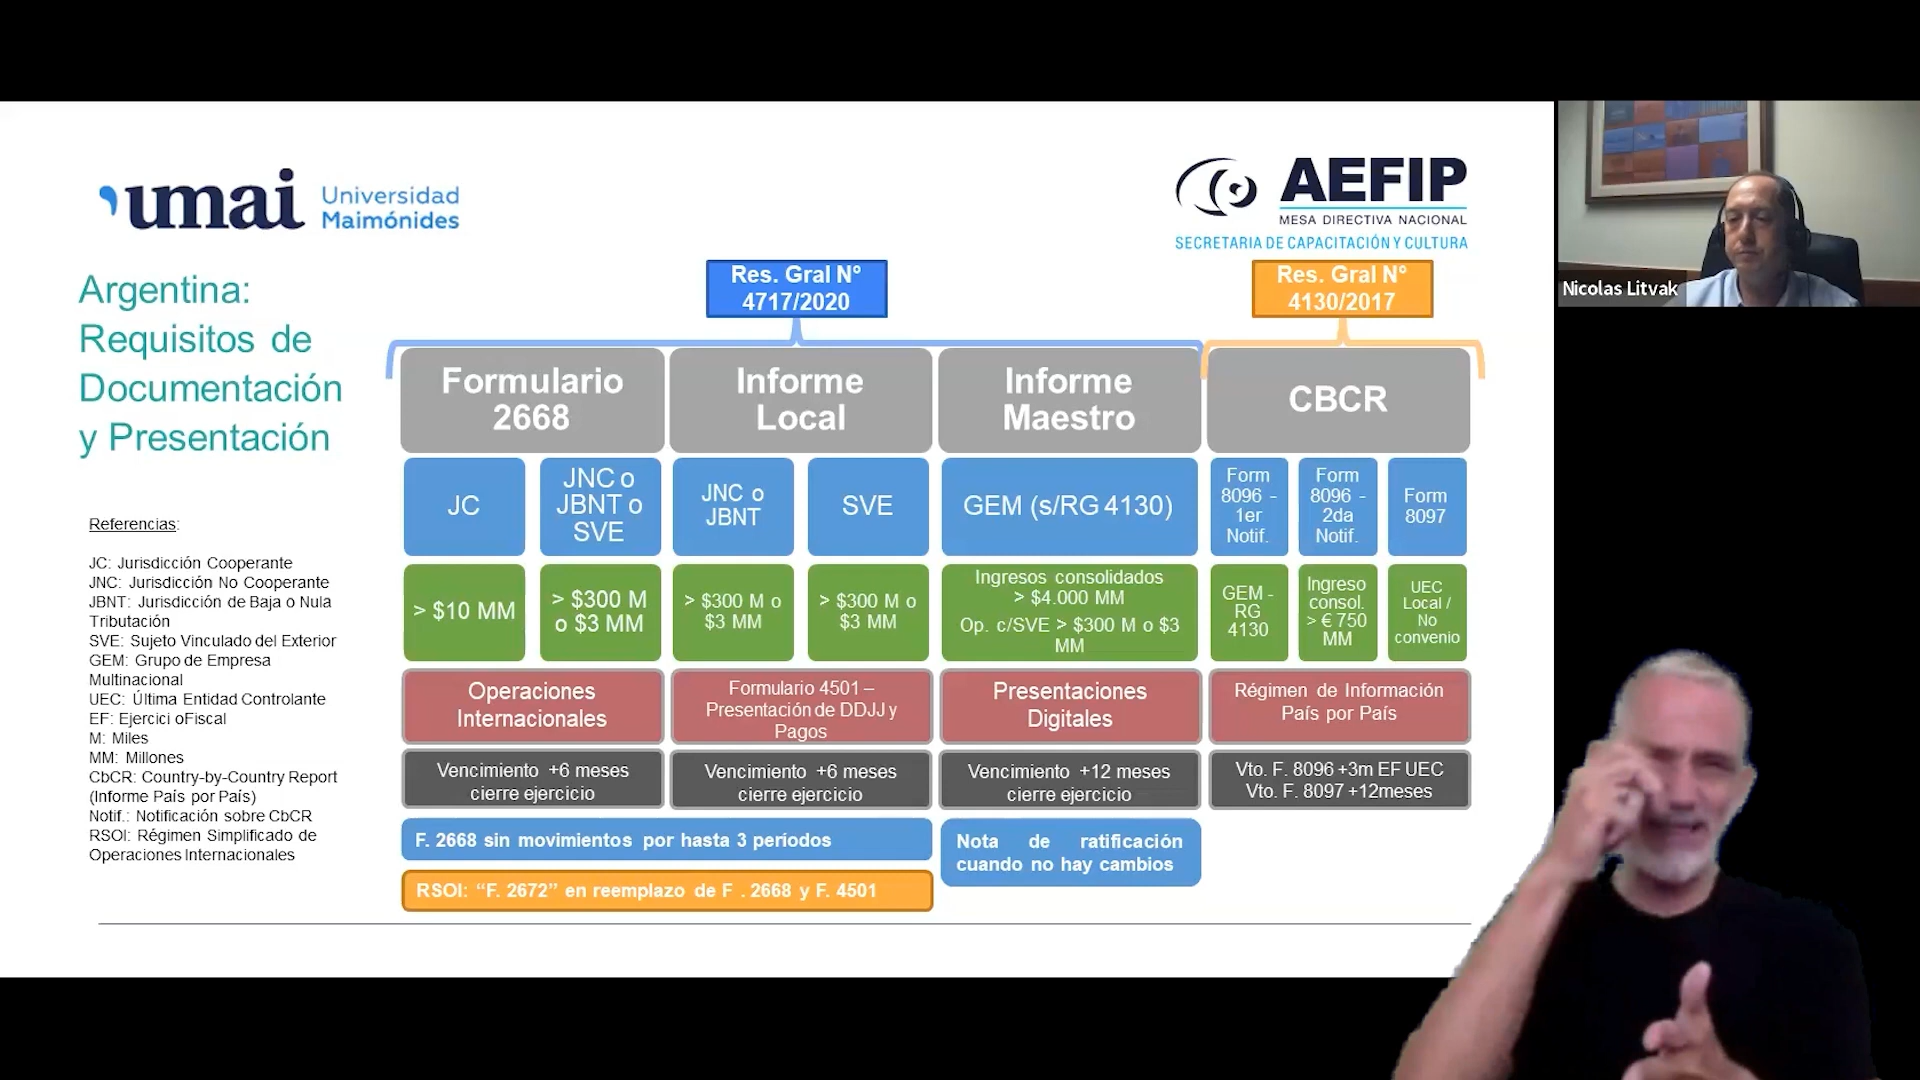 umai Universidad
Maimónides
AEFIP
MESA DIRECTIVA NACIONAL
SECRETARIA DE CAPACITACIÓN Y CULTURA
Argentina:
Requisitos de
Documentación
y Presentación
Referencias:
JC: Jurisdicción Cooperante
JNC: Jurisdicción No Cooperante
JBNT: Jurisdicción de Baja o Nula
Tributación
SVE: Sujeto Vinculado del Exterior
GEM: Grupo de Empresa
Multinacional
UEC: Última Entidad Controlante
EF: Ejercici oFiscal
M: Miles
MM: Millones
CbCR: Country-by-Country Report
(Informe País por País)
Notif.: Notificación sobre CbCR
RSOI: Régimen Simplificado de
Operaciones Internacionales
Res. Gral N°
4717/2020
Res. Gral N°
4130/2017
Formulario
2668
Informe
Local
Informe
Maestro
CBCR
JC
JNC o
JBNT o
SVE
JNC o
JBNT
SVE
GEM (s/RG 4130)
Form
8096 -
1er
Notif.
Form
8096 -
2da
Notif.
Form
8097
> $10 MM
> $300 M
o $3 MM
> $300 M o
$3 MM
> $300 M o
$3 MM
Ingresos consolidados
> $4.000 MM
Op. c/SVE > $300 M o $3
MM
GEM -
RG
4130
Ingreso
consol.
> € 750
MM
UEC
Local /
No
convenio
Operaciones
Internacionales
Formulario 4501 –
Presentación de DDJJ y
Pagos
Presentaciones
Digitales
Régimen de Información
País por País
Vencimiento +6 meses
cierre ejercicio
Vencimiento +6 meses
cierre ejercicio
Vencimiento +12 meses
cierre ejercicio
Vto. F. 8096 +3m EF UEC
Vto. F. 8097 +12meses
F. 2668 sin movimientos por hasta 3 períodos
Nota de ratificación
cuando no hay cambios
RSOI: “F. 2672” en reemplazo de F . 2668 y F. 4501
Nicolas Litvak